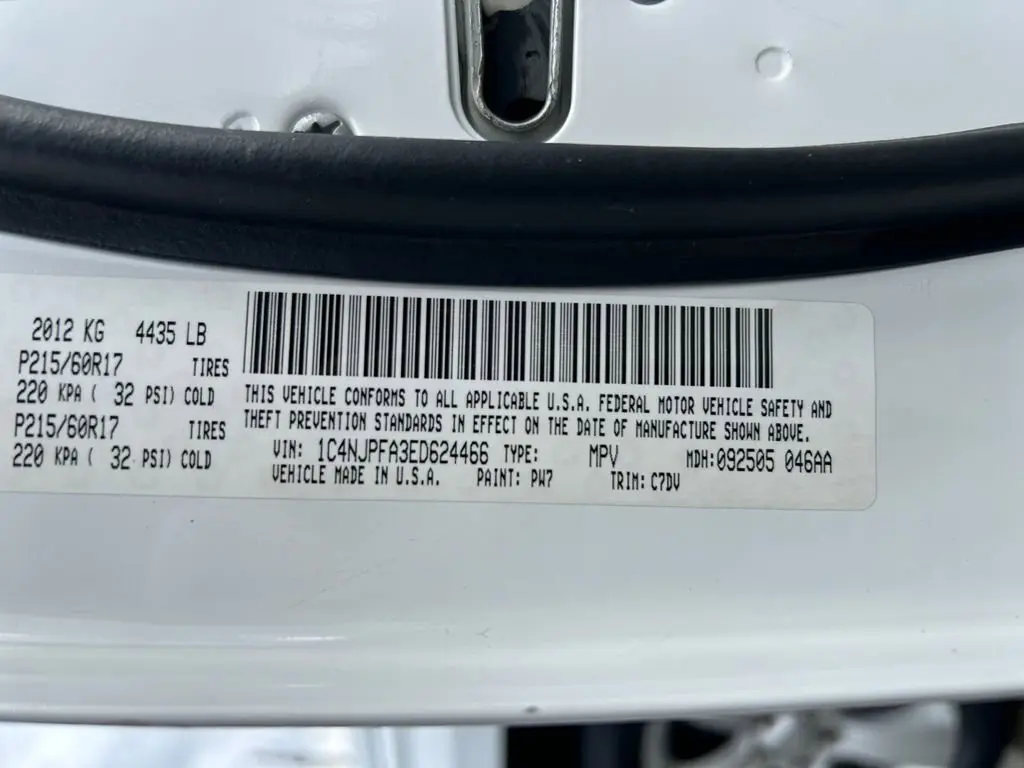 2012 KG 4435 LB
P215/60R17 TIRES
220 KPA ( 32 PSI) COLD
P215/60R17 TIRES
220 KPA ( 32 PSI) COLD
THIS VEHICLE CONFORMS TO ALL APPLICABLE U.S.A. FEDERAL MOTOR VEHICLE SAFETY AND
THEFT PREVENTION STANDARDS IN EFFECT ON THE DATE OF MANUFACTURE SHOWN ABOVE.
VIN: 1C4NJPFA3ED624466 TYPE: MPV MDH:092505 046AA
VEHICLE MADE IN U.S.A. PAINT: PW7 TRIM: C7DV